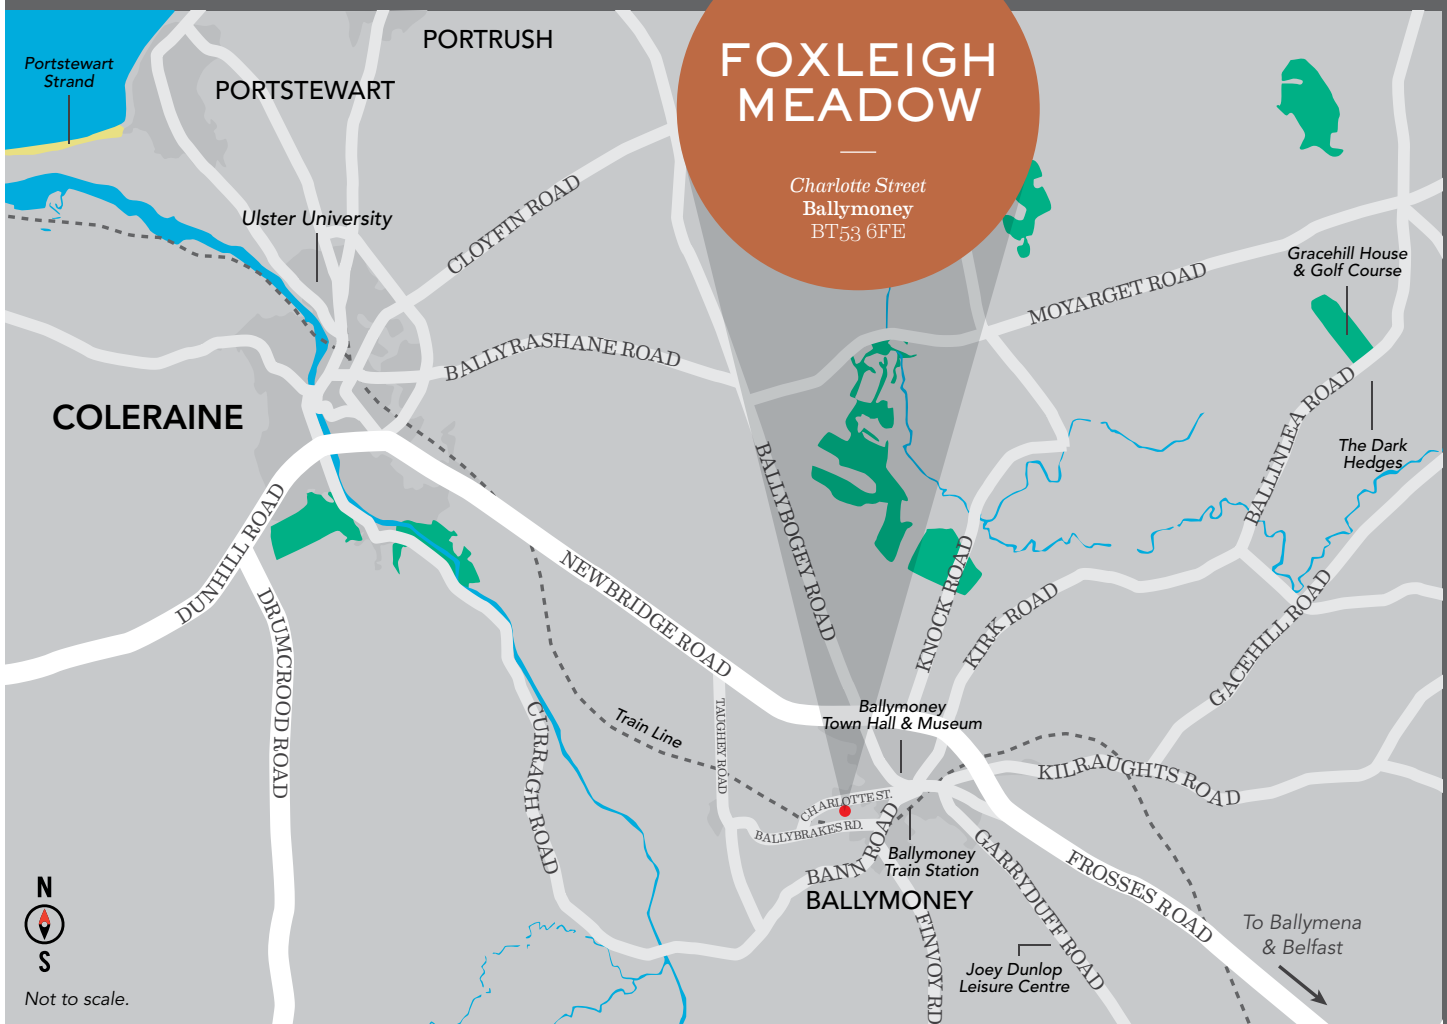 PORTRUSH
Portstewart
Strand
PORTSTEWART
FOXLEIGH
MEADOW
Charlotte Street
Ballymoney
BT53 6FE
Ulster University
CLOYFIN ROAD
Gracehill House
& Golf Course
MOYARGET ROAD
BALLYRASHANE ROAD
COLERAINE
BALLINLEA ROAD
The Dark
Hedges
DUNHILL ROAD
BALLYBOGEY ROAD
NEWBRIDGE ROAD
KNOCK ROAD
KIRK ROAD
GACEHILL ROAD
DRUMCROOD ROAD
CURRAGH ROAD
Train Line
TAUGHEY ROAD
Ballymoney
Town Hall & Museum
KILRAUGHTS ROAD
CHARLOTTE ST.
BALLYBRAKES RD.
BANN ROAD
Ballymoney
Train Station
BALLYMONEY
GARRYDUFF ROAD
FROSSES ROAD
FINVOY RD
Joey Dunlop
Leisure Centre
To Ballymena
& Belfast
N
S
Not to scale.